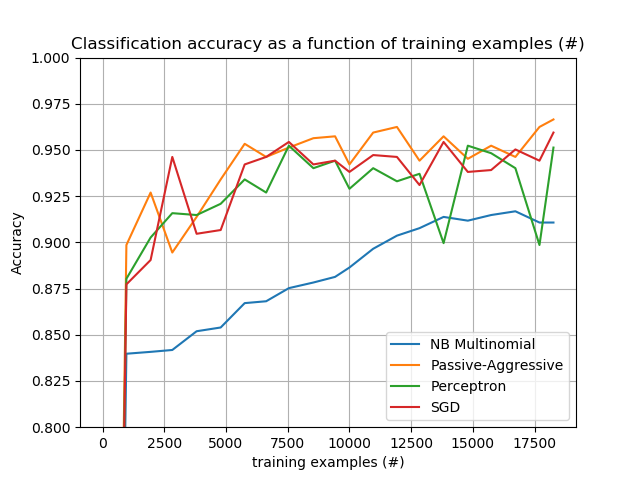 Classification accuracy as a function of training examples (#)
1.000
0.975
0.950
0.925
0.900
0.875
0.850
0.825
0.800
Accuracy
NB Multinomial
Passive-Aggressive
Perceptron
SGD
0 2500 5000 7500 10000 12500 15000 17500
training examples (#)